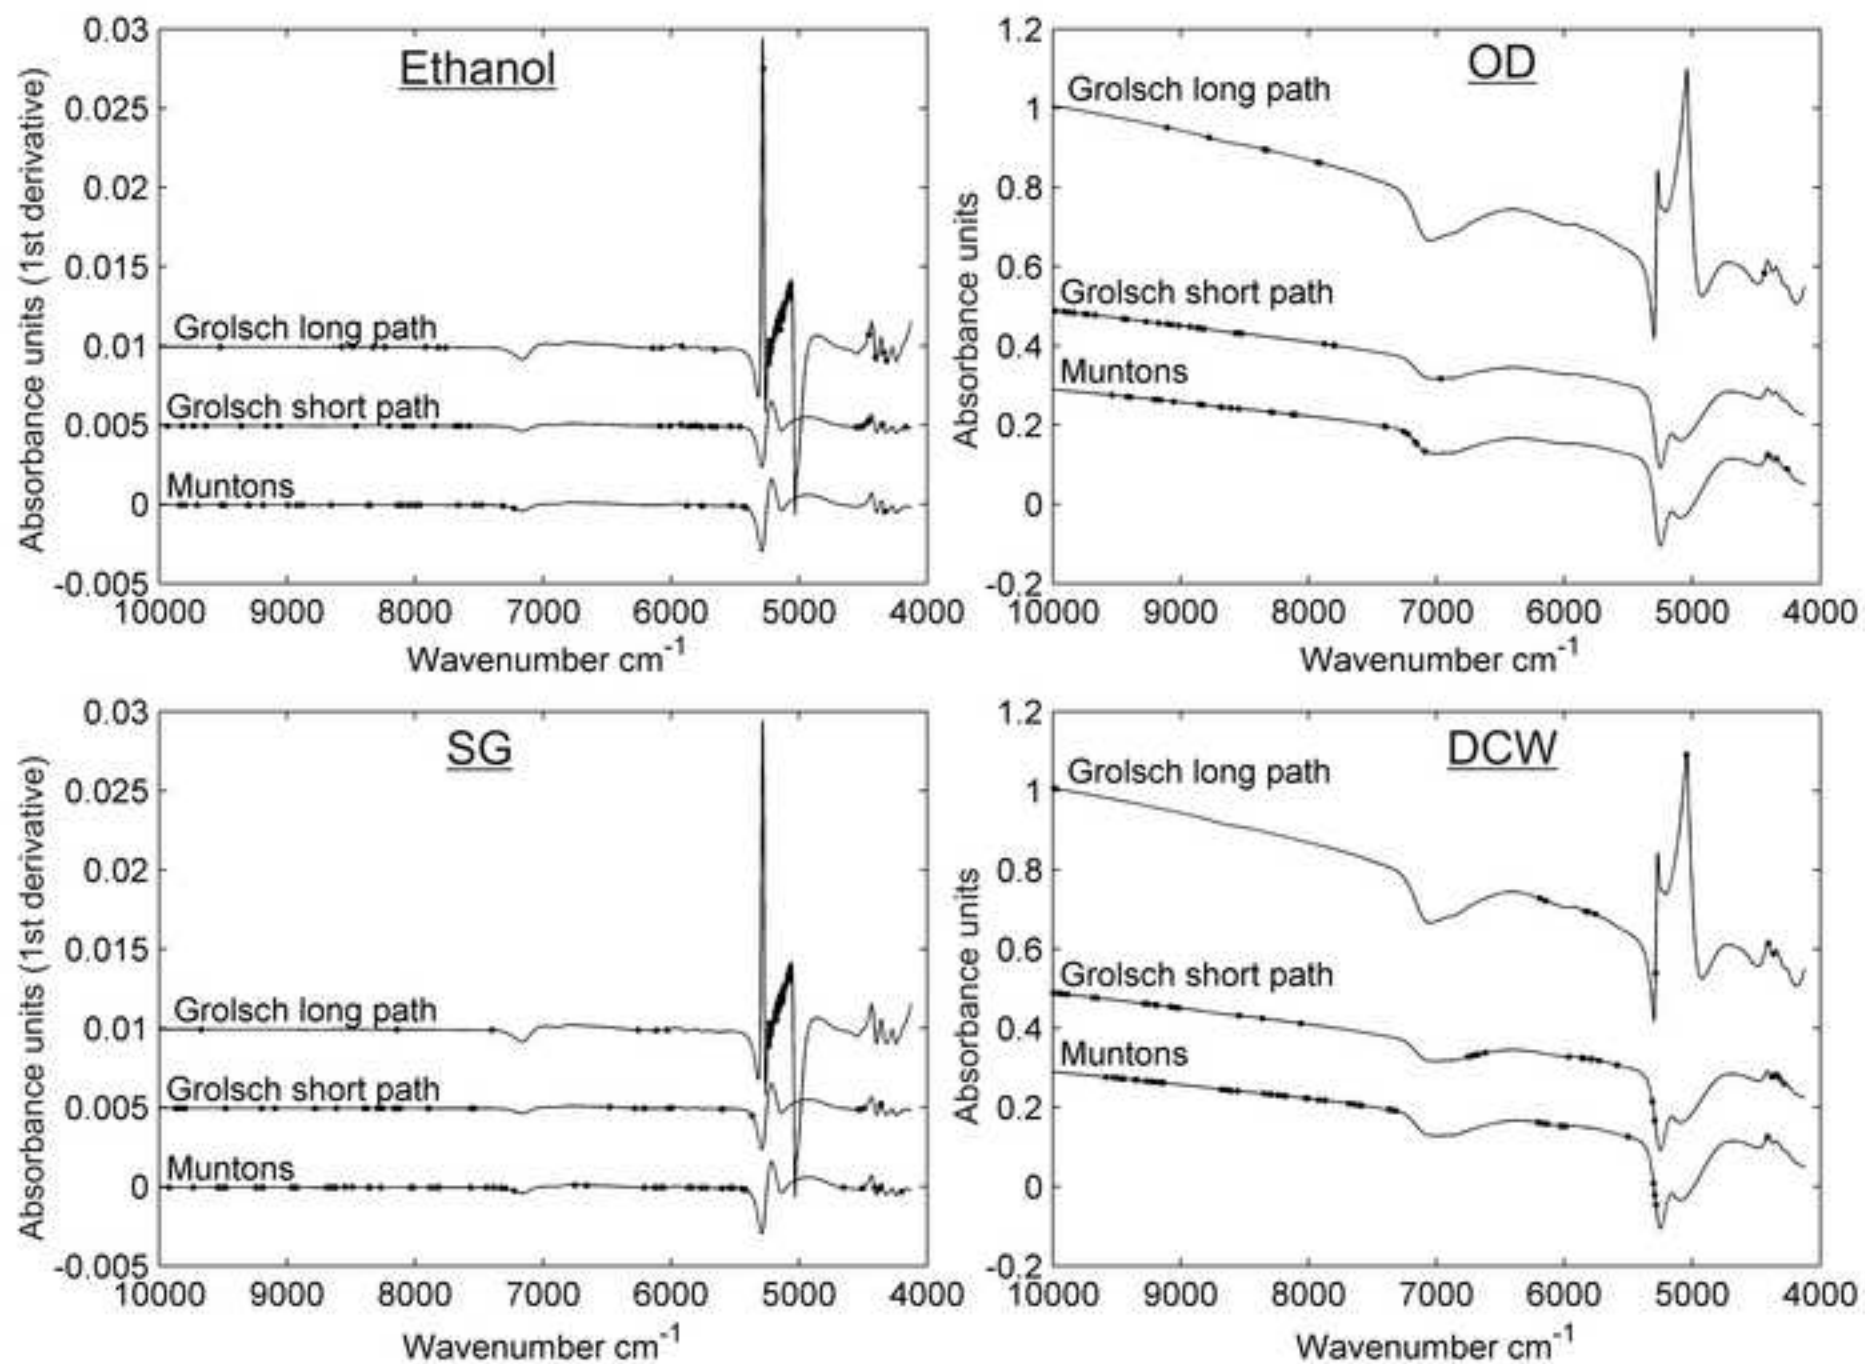 Ethanol
Absorbance units (1st derivative)
0.03
0.025
0.02
0.015
0.01
0.005
0
-0.005
Grolsch long path
Grolsch short path
Muntons
10000 9000 8000 7000 6000 5000 4000
Wavenumber cm-1
OD
Absorbance units
1.2
1
0.8
0.6
0.4
0.2
0
-0.2
Grolsch long path
Grolsch short path
Muntons
10000 9000 8000 7000 6000 5000 4000
Wavenumber cm-1
SG
Absorbance units (1st derivative)
0.03
0.025
0.02
0.015
0.01
0.005
0
-0.005
Grolsch long path
Grolsch short path
Muntons
10000 9000 8000 7000 6000 5000 4000
Wavenumber cm-1
DCW
Absorbance units
1.2
1
0.8
0.6
0.4
0.2
0
-0.2
Grolsch long path
Grolsch short path
Muntons
10000 9000 8000 7000 6000 5000 4000
Wavenumber cm-1